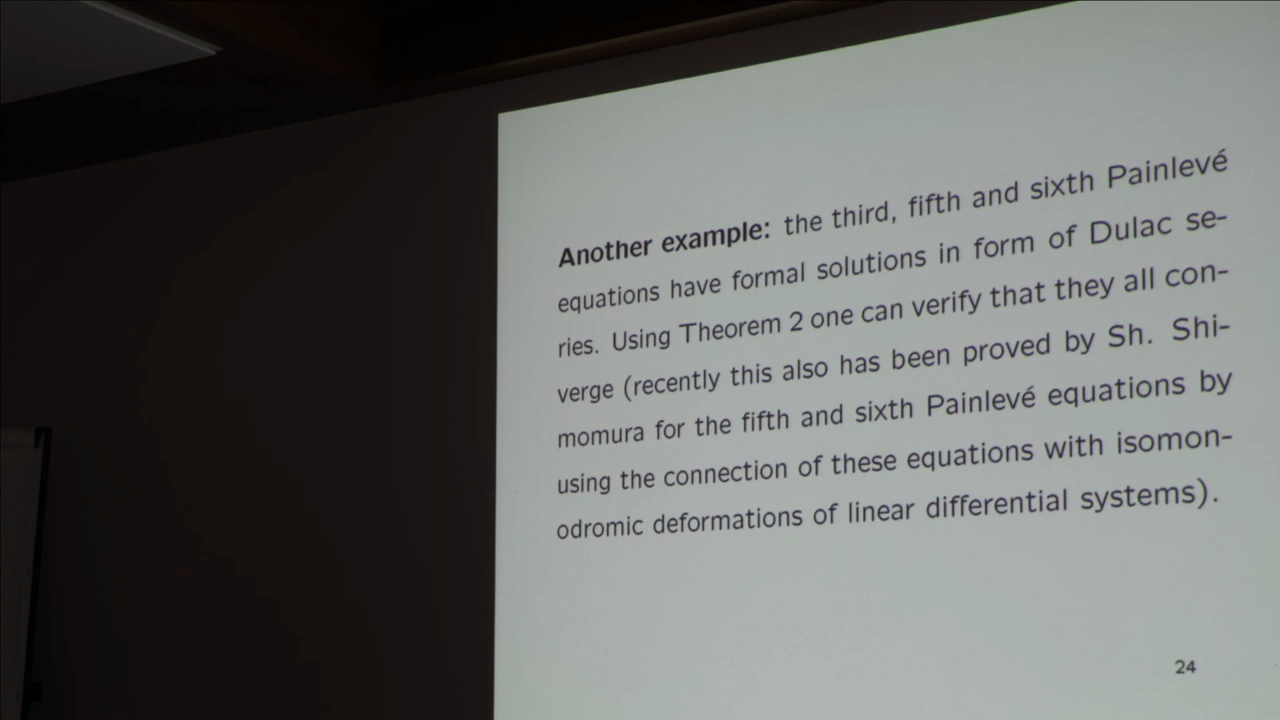 Another example: the third, fifth and sixth Painlevé
equations have formal solutions in form of Dulac se-
ries. Using Theorem 2 one can verify that they all con-
verge (recently this also has been proved by Sh. Shi-
momura for the fifth and sixth Painlevé equations by
using the connection of these equations with isomon-
odromic deformations of linear differential systems).
24